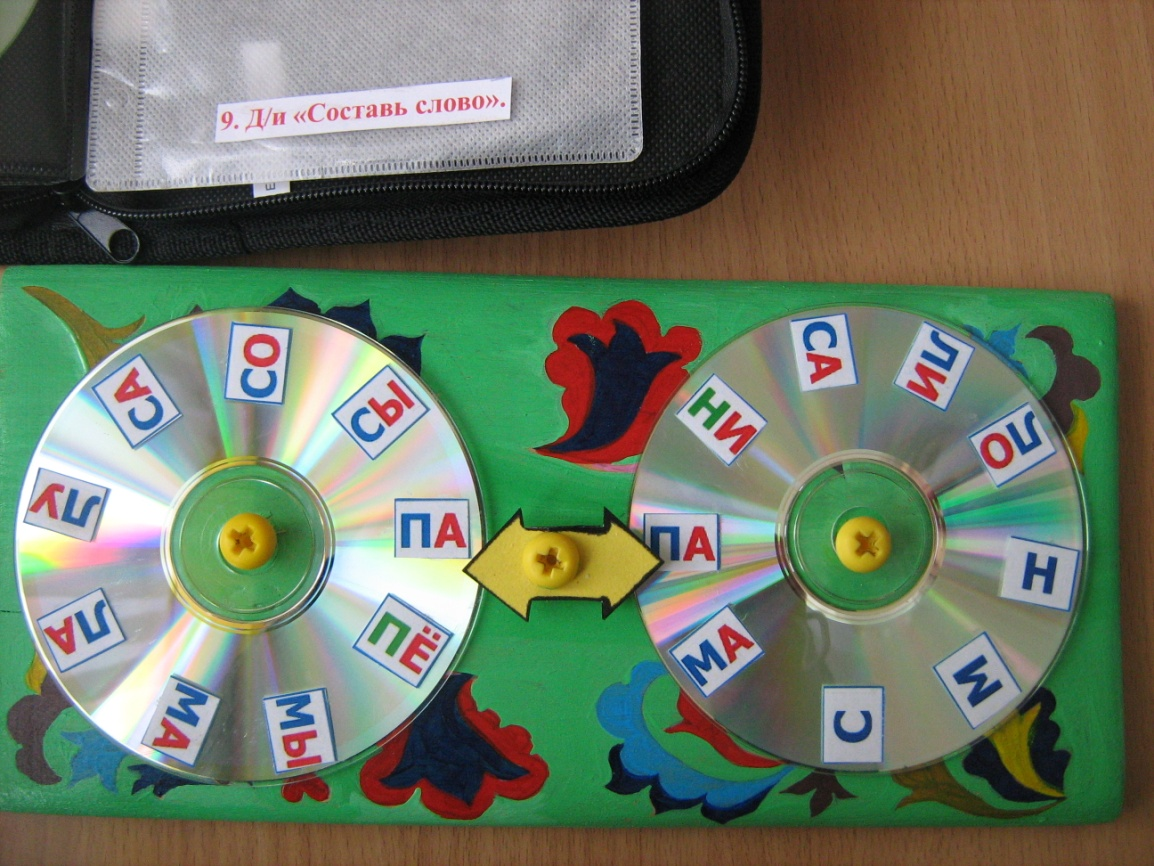 9. Д/и «Составь слово».
СО
СЫ
ПА
ПЁ
МЫ
МА
ЛА
ЛУ
СА
СА
ЛИ
ЛО
Н
М
С
МА
ПА
НИ